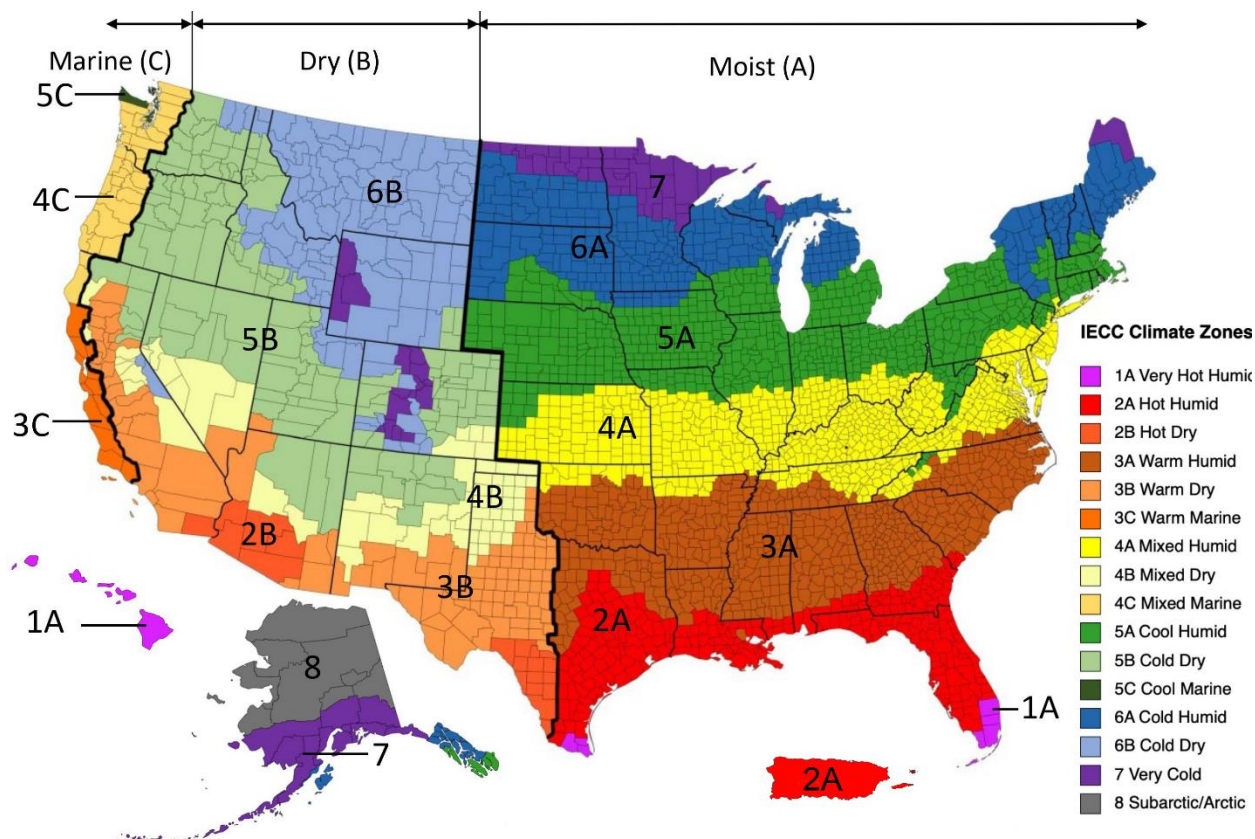 Marine (C)
Dry (B)
Moist (A)
5C
4C
6B
7
6A
5B
5A
3C
4A
4B
2B
3A
3B
1A
2A
8
1A
7
2A
IECC Climate Zones
1A Very Hot Humid
2A Hot Humid
2B Hot Dry
3A Warm Humid
3B Warm Dry
3C Warm Marine
4A Mixed Humid
4B Mixed Dry
4C Mixed Marine
5A Cool Humid
5B Cold Dry
5C Cool Marine
6A Cold Humid
6B Cold Dry
7 Very Cold
8 Subarctic/Arctic